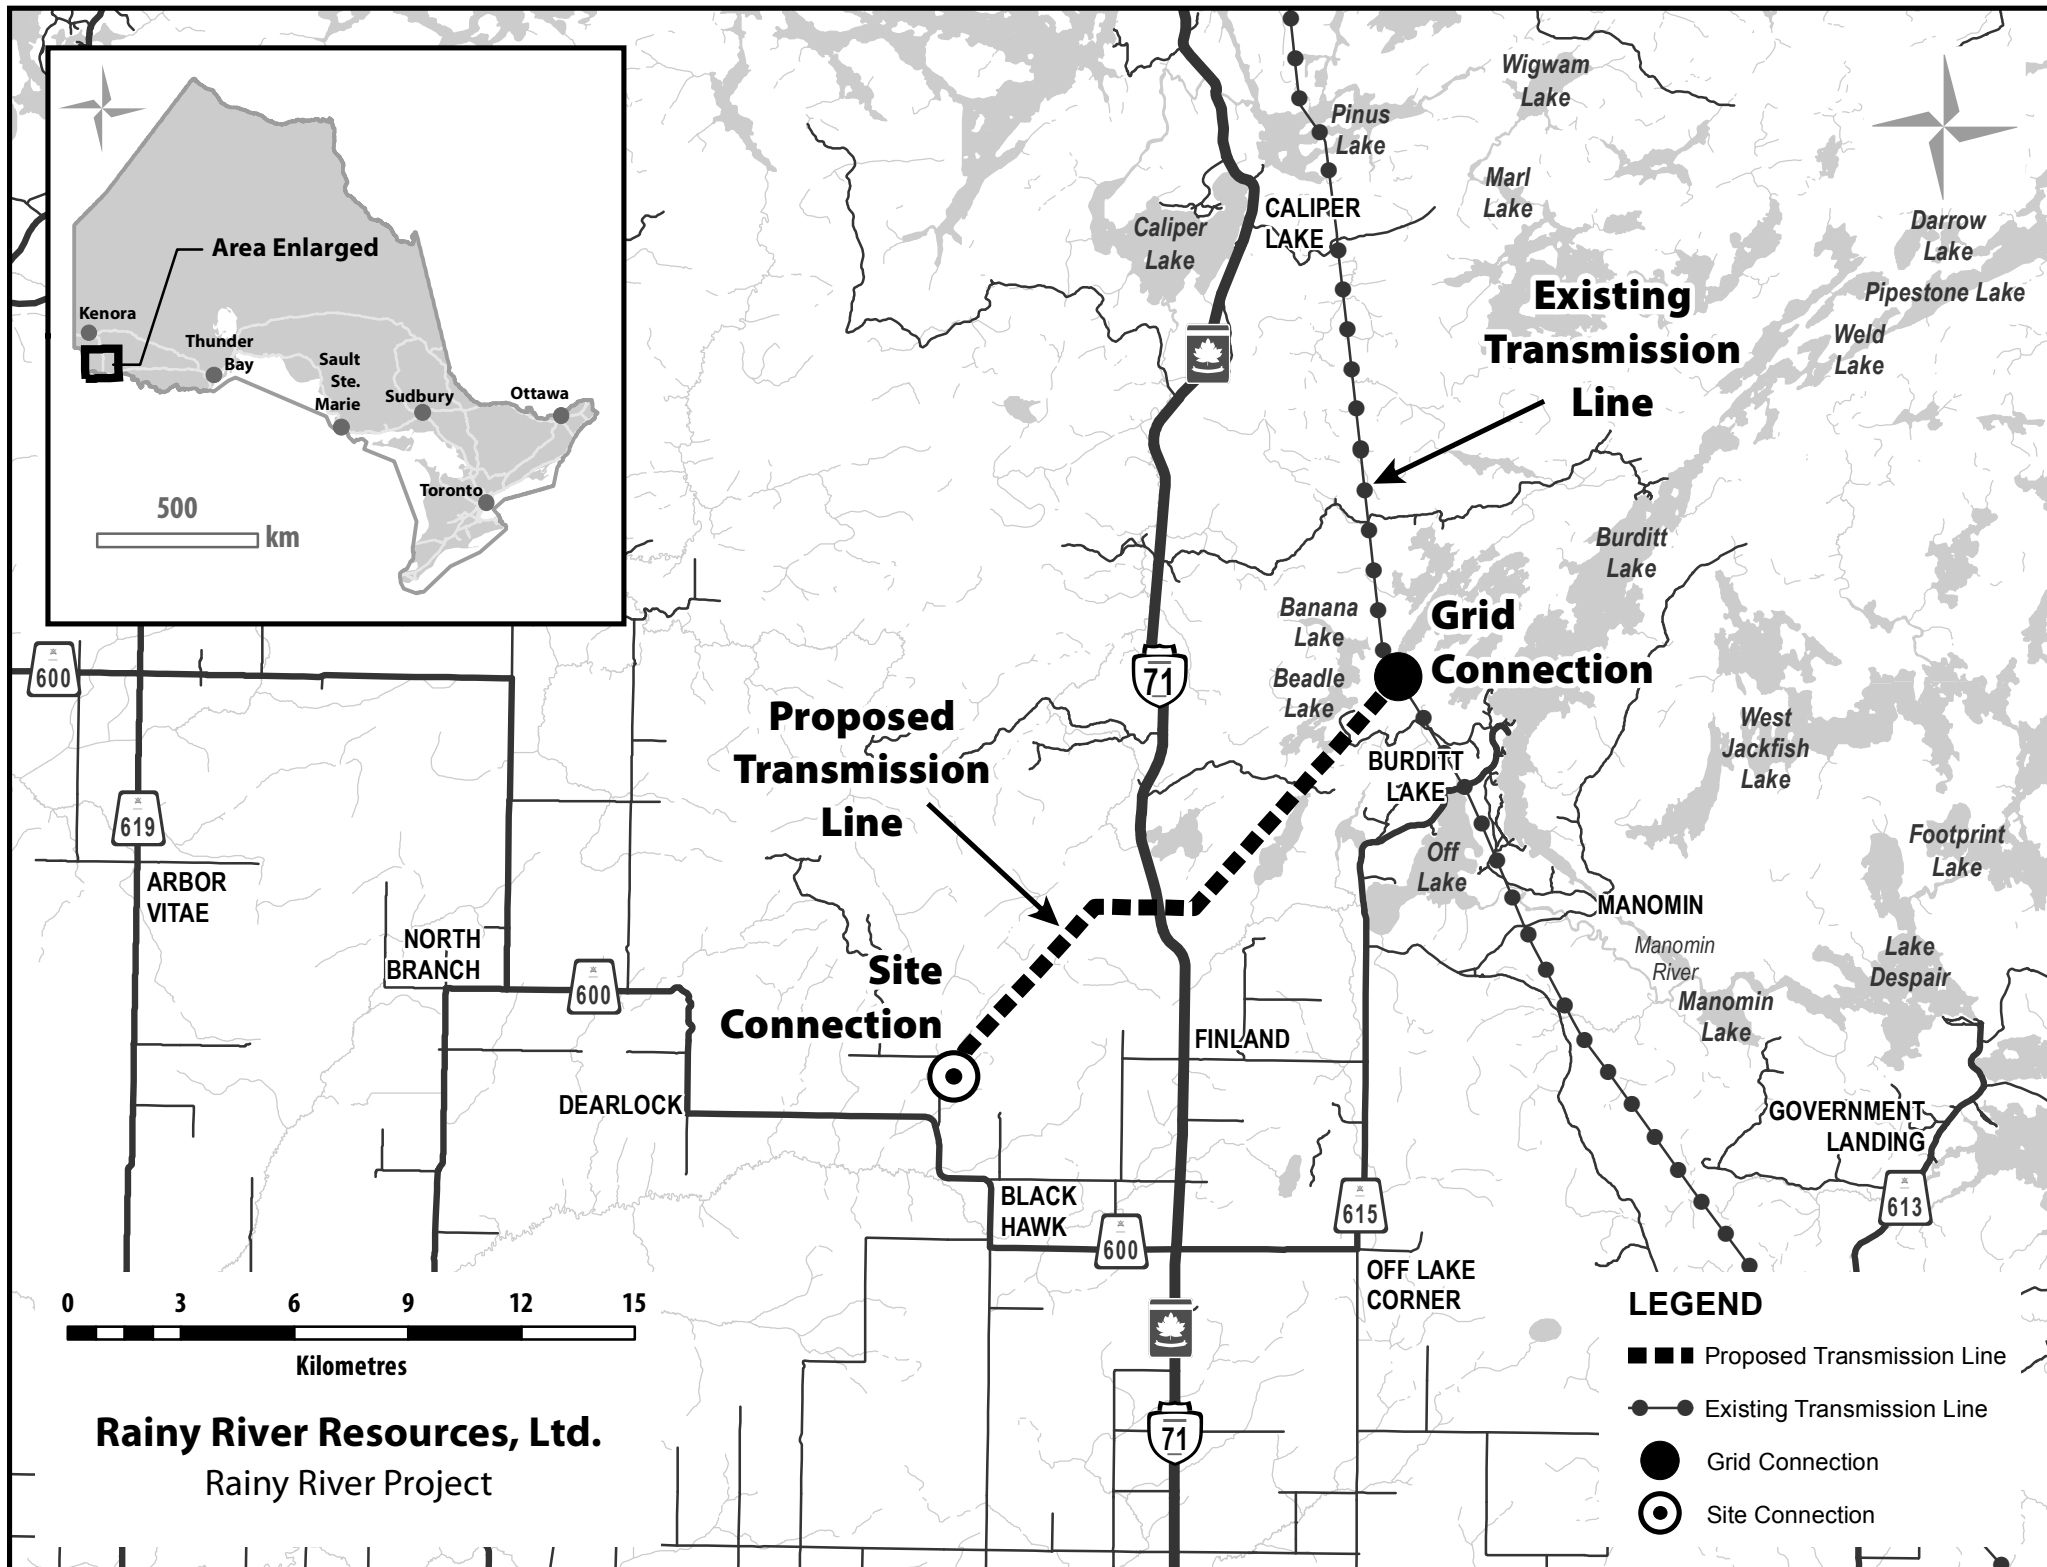 Area Enlarged
Kenora
Thunder
Bay
Sault
Ste.
Marie
Sudbury
Ottawa
Toronto
500
km
Wigwam
Lake
Pinus
Lake
Marl
Lake
CALIPER
LAKE
Caliper
Lake
Darrow
Lake
Pipestone Lake
Weld
Lake
Existing
Transmission
Line
Burditt
Lake
Banana
Lake
Grid
Connection
Beadle
Lake
71
600
619
Proposed
Transmission
Line
West
Jackfish
Lake
BURDITT
LAKE
Off
Lake
Footprint
Lake
ARBOR
VITAE
NORTH
BRANCH
600
MANOMIN
Manomin
River
Manomin
Lake
Lake
Despair
Site
Connection
FINLAND
DEARLOCK
GOVERNMENT
LANDING
BLACK
HAWK
600
615
613
OFF LAKE
CORNER
71
0 3 6 9 12 15
Kilometres
Rainy River Resources, Ltd.
Rainy River Project
LEGEND
Proposed Transmission Line
Existing Transmission Line
Grid Connection
Site Connection